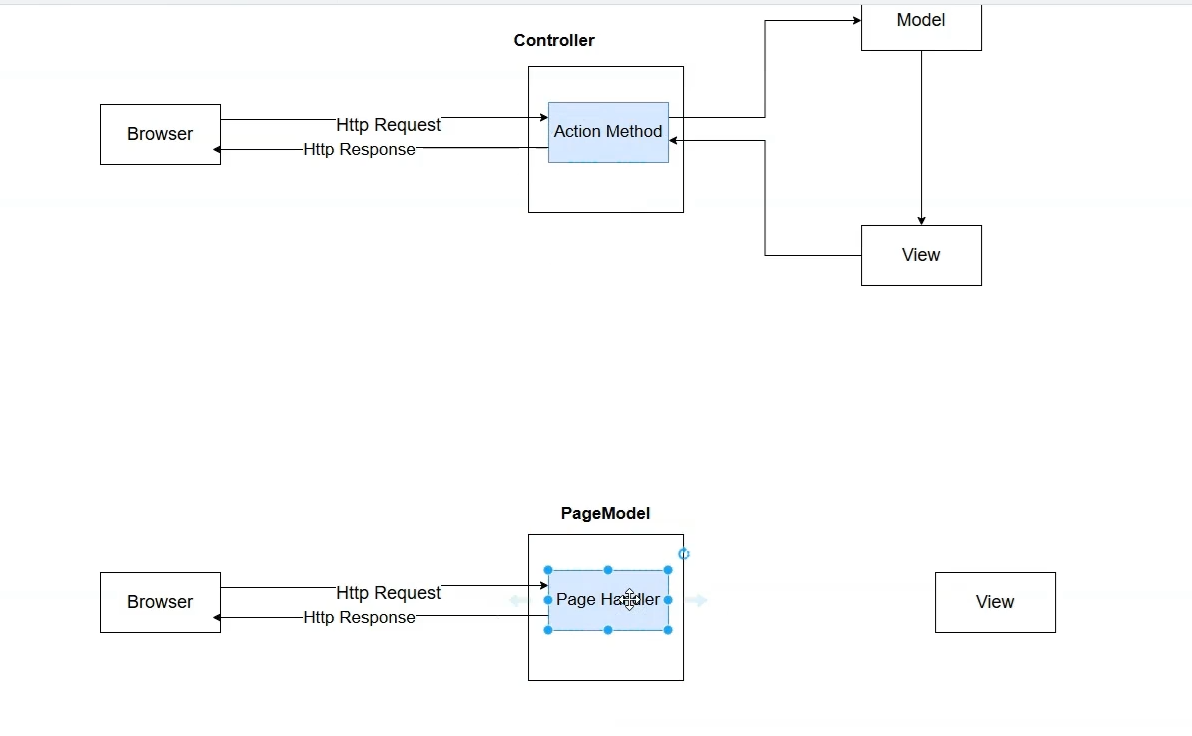 Model
Controller
Browser
Http Request
Action Method
Http Response
View
PageModel
Browser
Http Request
Page Handler
Http Response
View